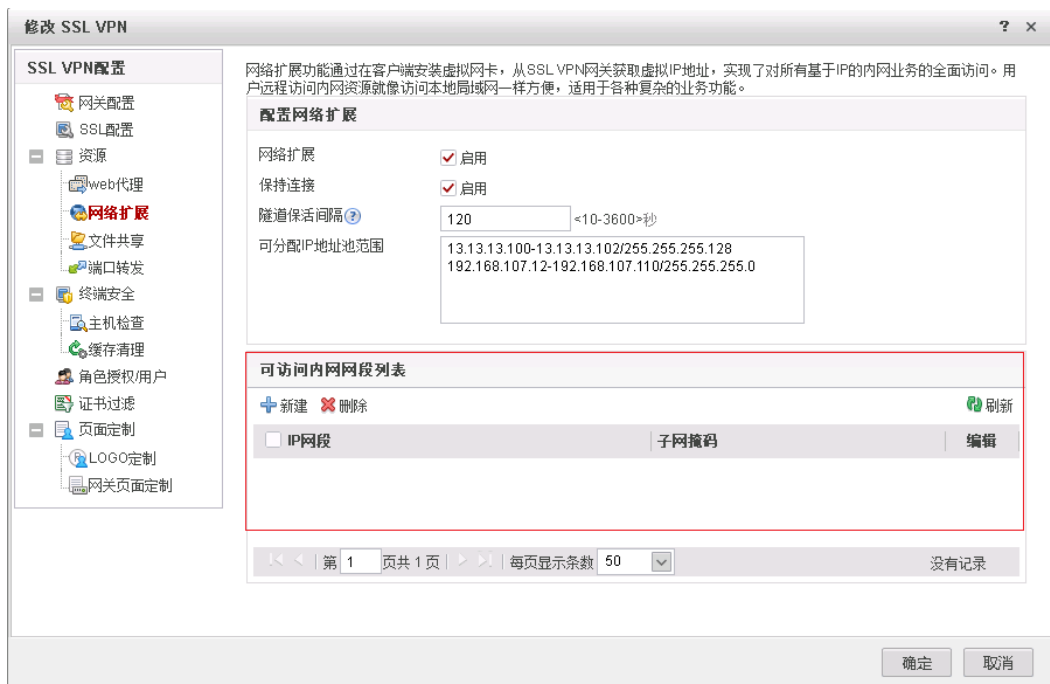 修改 SSL VPN
SSL VPN配置
网关配置
SSL配置
资源
web代理
网络扩展
文件共享
端口转发
终端安全
主机检查
缓存清理
角色授权/用户
证书过滤
页面定制
LOGO定制
网关页面定制
网络扩展功能通过在客户端安装虚拟网卡，从SSL VPN网关获取虚拟IP地址，实现了对所有基于IP的内网业务的全面访问。用
户远程访问内网资源就像访问本地局域网一样方便，适用于各种复杂的业务功能。
配置网络扩展
网络扩展 启用
保持连接 启用
隧道保活间隔 120 <10-3600>秒
可分配IP地址池范围 13.13.13.100-13.13.13.102/255.255.255.128
192.168.107.12-192.168.107.110/255.255.255.0
可访问内网网段列表
新建 删除 刷新
IP网段 子网掩码 编辑
第 1 页共 1 页 每页显示条数 50 没有记录
确定 取消